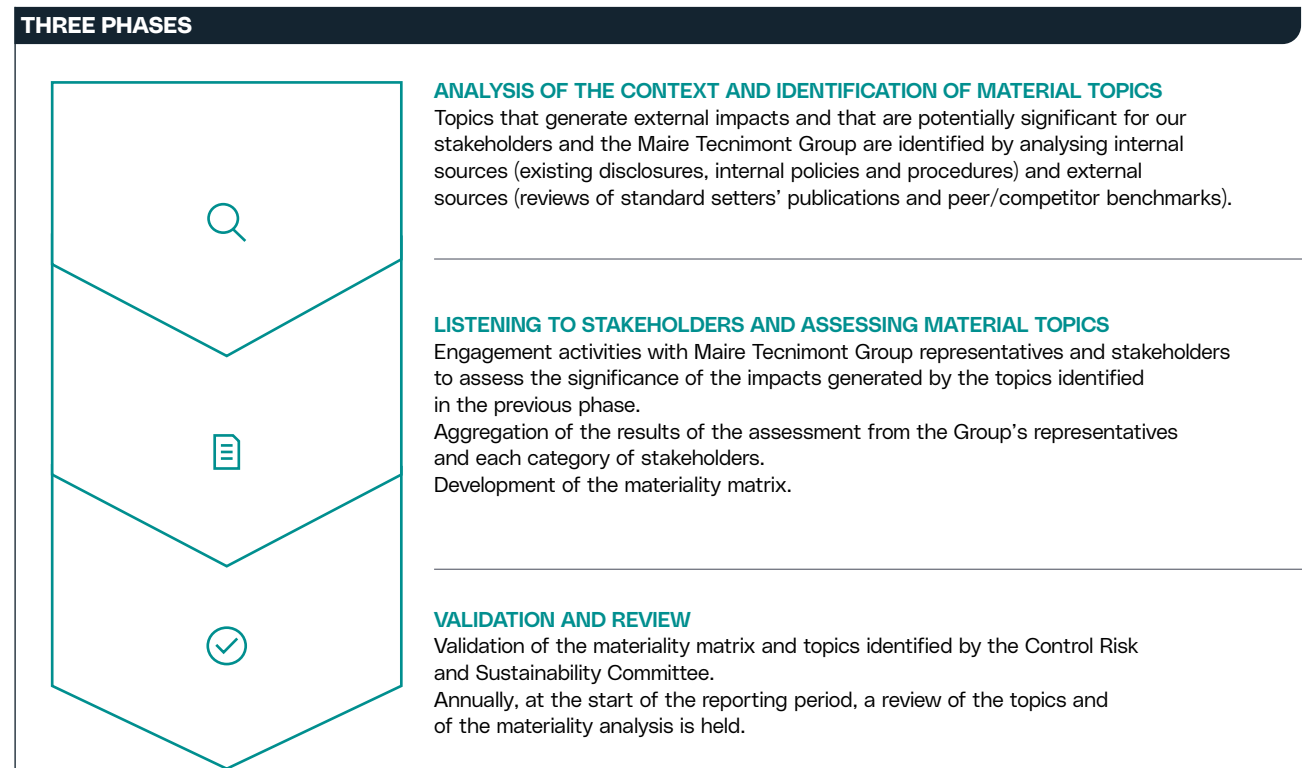 THREE PHASES
ANALYSIS OF THE CONTEXT AND IDENTIFICATION OF MATERIAL TOPICS
Topics that generate external impacts and that are potentially significant for our
stakeholders and the Maire Tecnimont Group are identified by analysing internal
sources (existing disclosures, internal policies and procedures) and external
sources (reviews of standard setters’ publications and peer/competitor benchmarks).
LISTENING TO STAKEHOLDERS AND ASSESSING MATERIAL TOPICS
Engagement activities with Maire Tecnimont Group representatives and stakeholders
to assess the significance of the impacts generated by the topics identified
in the previous phase.
Aggregation of the results of the assessment from the Group’s representatives
and each category of stakeholders.
Development of the materiality matrix.
VALIDATION AND REVIEW
Validation of the materiality matrix and topics identified by the Control Risk
and Sustainability Committee.
Annually, at the start of the reporting period, a review of the topics and
of the materiality analysis is held.